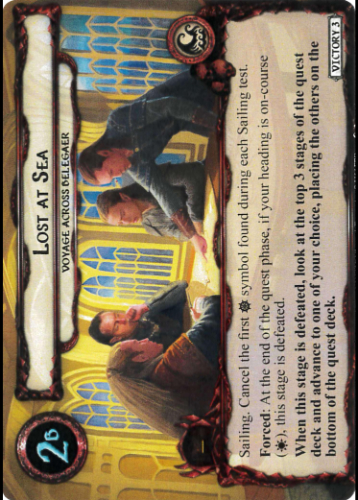 2B
LOST AT SEA
VOYAGE ACROSS BELEGAER
–
Sailing. Cancel the first symbol found during each Sailing test.
Forced: At the end of the quest phase, if your heading is on-course
(☀), this stage is defeated.
When this stage is defeated, look at the top 3 stages of the quest
deck and advance to one of your choice, placing the others on the
bottom of the quest deck.
VICTORY 3